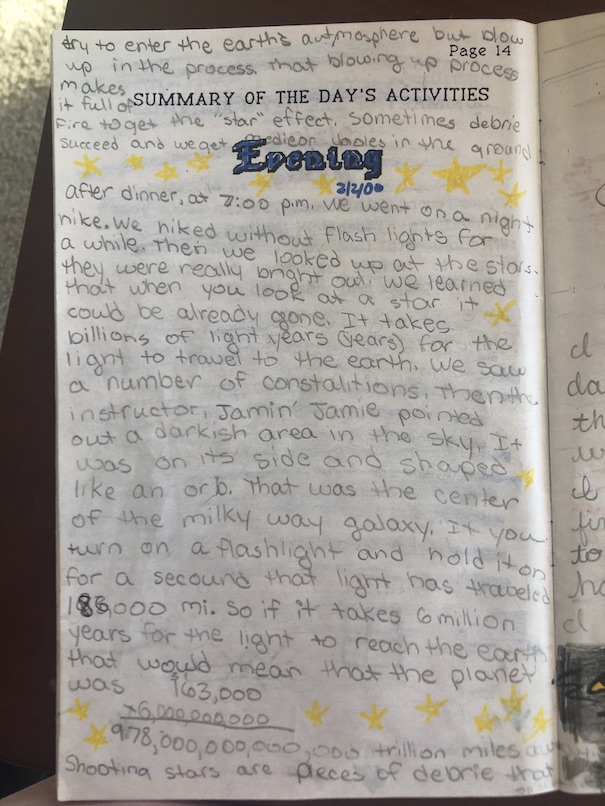 try to enter the earth's autmosphere but blow
Page 14
up in the process. That blowing up process
makes
it full of SUMMARY OF THE DAY'S ACTIVITIES
Fire to get the "star" effect. Sometimes debrie
succeed and we get holes in the ground
Evening
2/2/00
After dinner, at 7:00 p.m. we went on a night
hike. We hiked without flash lights for
a while. Then we looked up at the stars.
they were really bright out. we learned
that when you look at a star it
could be already gone. It takes
billions of light years (years) for the
light to travel to the earth. We saw
a number of constalitions. Then the
instructor, Jamin' Jamie pointed
out a darkish area in the sky. It
was on its side and shaped
like an orb. That was the center
of the milky way galaxy. If you
turn on a flashlight and hold it on
for a secound that light has traveled
186,000 mi. So if it takes 6 million
years for the light to reach the earth
that would mean that the planet
was 163,000
×6,000,000,000
978,000,000,000,000 trillion miles
Shooting stars are pieces of debrie that
d
da
th
to
ha
d